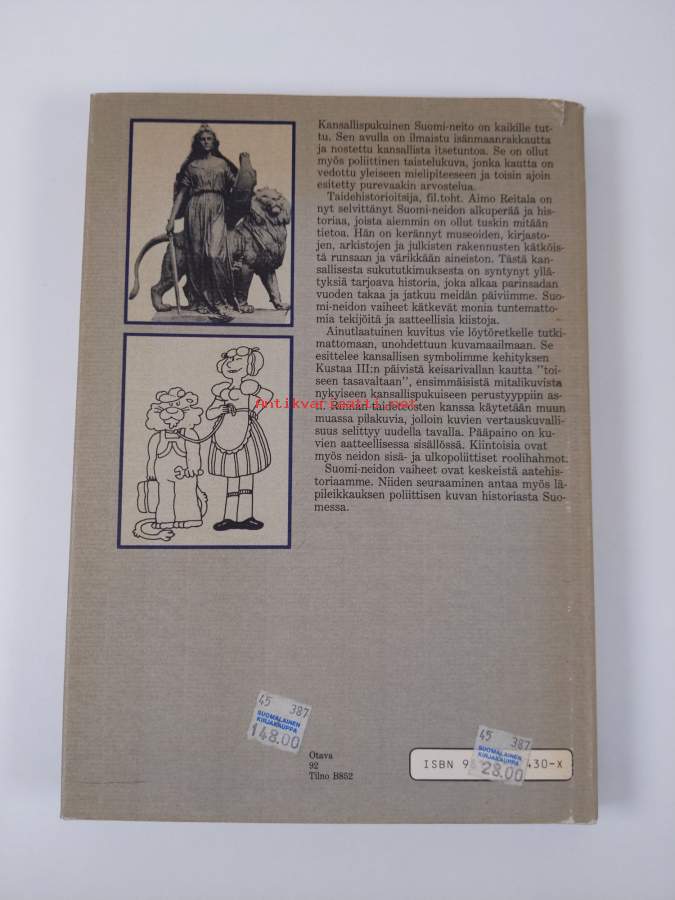 Kansallispukuinen Suomi-neito on kaikille tut-
tu. Sen avulla on ilmaistu isänmaanrakkautta
ja nostettu kansallista itsetuntoa. Se on ollut
myös poliittinen taistelukuva, jonka kautta on
vedottu yleiseen mielipiteeseen ja toisin ajoin
esitetty purevaakin arvostelua.
Taidehistorioitsija, fil.toht. Aimo Reitala on
nyt selvittänyt Suomi-neidon alkuperää ja his-
toriaa, joista aiemmin on ollut tuskin mitään
tietoa. Hän on kerännyt museoiden, kirjasto-
jen, arkistojen ja julkisten rakennusten kätköis-
tä runsaan ja värikkään aineiston. Tästä kan-
sallisesta sukututkimuksesta on syntynyt yllä-
tyksiä tarjoava historia, joka alkaa parinsadan
vuoden takaa ja jatkuu meidän päiviimme. Suo-
mi-neidon vaiheet kätkevät monia tuntematto-
mia tekijöitä ja aatteellisia kiistoja.
Ainutlaatuinen kuvitus vie löytöretkelle tutki-
mattomaan, unohdettuun kuvamaailmaan. Se
esittelee kansallisen symbolimme kehityksen
Kustaa III:n päivistä keisarivallan kautta "toi-
seen tasavaltaan", ensimmäisistä mitalikuvista
nykyiseen kansallispukuiseen perustyyppiin as-
Antikvariaatti.net
ti. Rinnan taideteosten kanssa käytetään muun
muassa pilakuvia, jolloin kuvien vertauskuvalli-
suus selittyy uudella tavalla. Pääpaino on ku-
vien aatteellisessa sisällössä. Kiintoisia ovat
myös neidon sisä- ja ulkopoliittiset roolihahmot.
Suomi-neidon vaiheet ovat keskeistä aatehis-
toriaamme. Niiden seuraaminen antaa myös lä-
pileikkauksen poliittisen kuvan historiasta Suo-
messa.
45 387
SUOMALAINEN
KIRJAKAUPPA
148.00
Otava
92
Tilno B852
45 387
SUOMALAINEN
KIRJAKAUPPA
28.00
ISBN 9 430-X